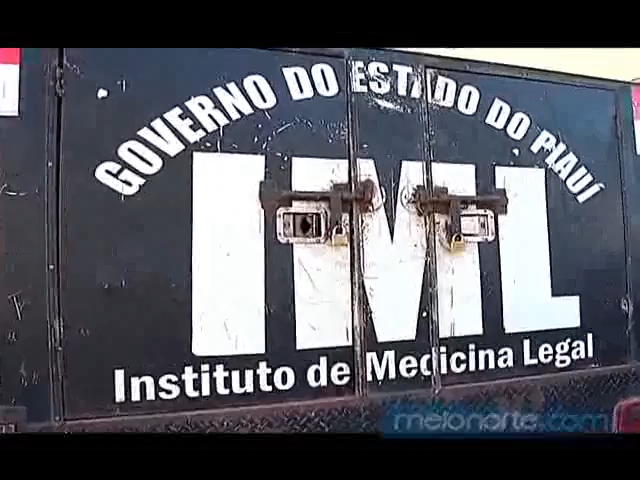 GOVERNO DO ESTADO DO PIAUÍ
IML
Instituto de Medicina Legal
meionorte.com